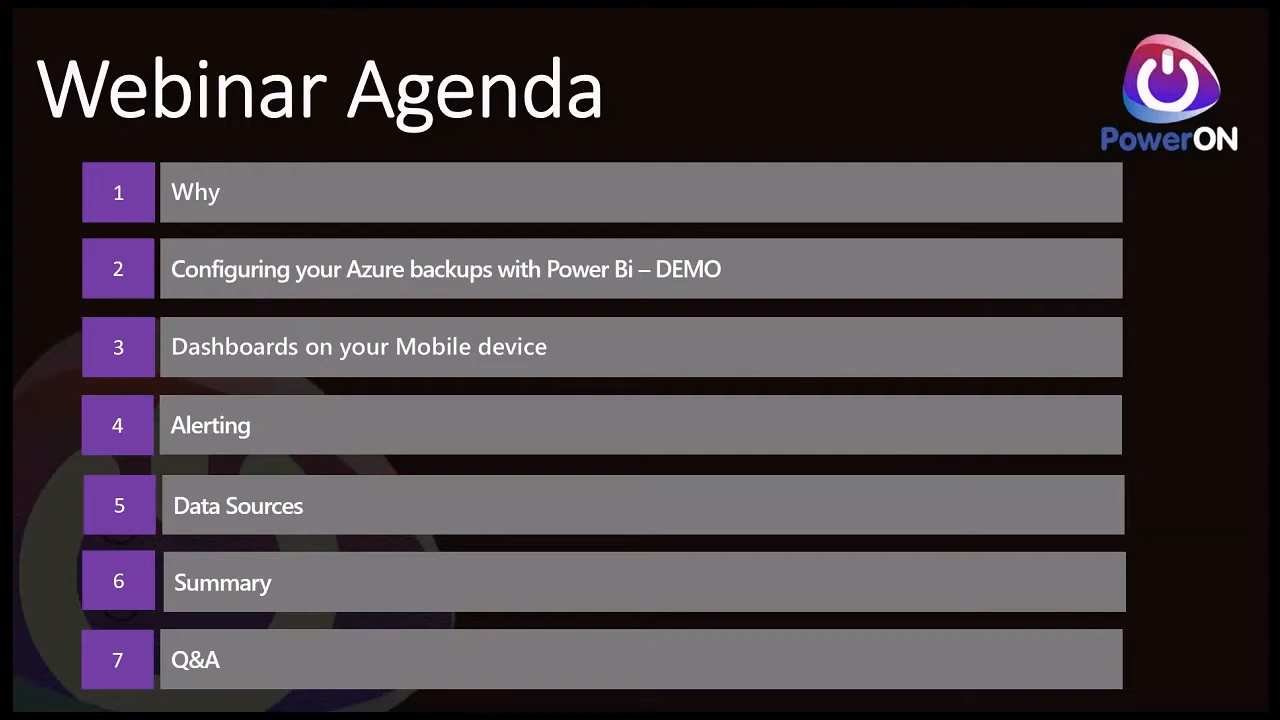 Webinar Agenda
PowerON
1 Why
2 Configuring your Azure backups with Power Bi – DEMO
3 Dashboards on your Mobile device
4 Alerting
5 Data Sources
6 Summary
7 Q&A